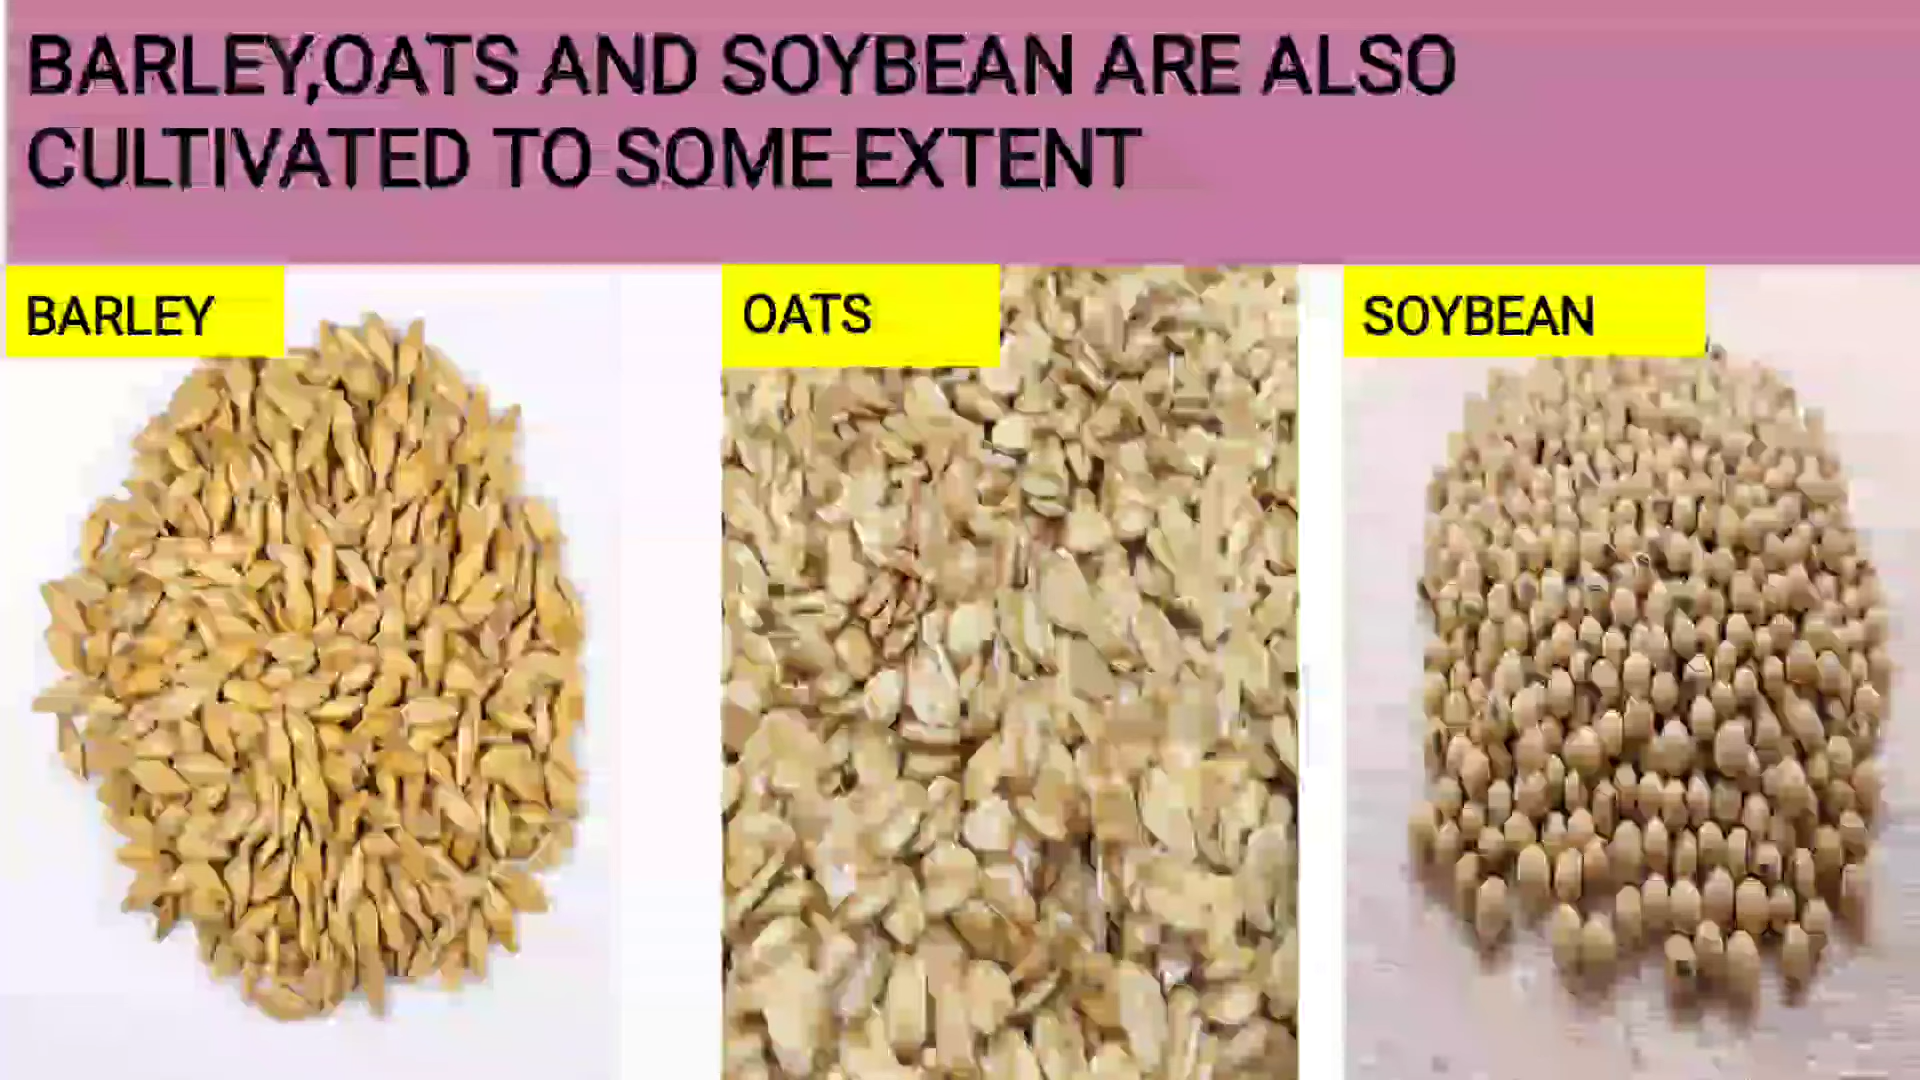 BARLEY,OATS AND SOYBEAN ARE ALSO
CULTIVATED TO SOME EXTENT
BARLEY
OATS
SOYBEAN